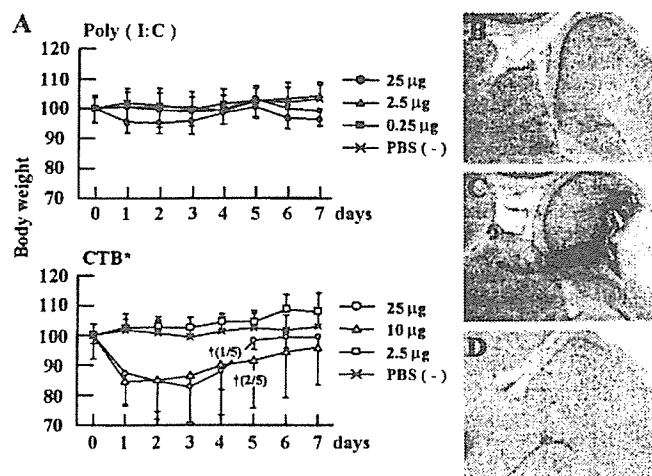 A
Poly ( I:C )
120
110
100
90
80
70
25 µg
2.5 µg
0.25 µg
PBS ( - )
0 1 2 3 4 5 6 7 days
Body weight
CTB*
120
110
100
90
80
70
†(1/5)
†(2/5)
25 µg
10 µg
2.5 µg
PBS ( - )
0 1 2 3 4 5 6 7 days
B
C
D